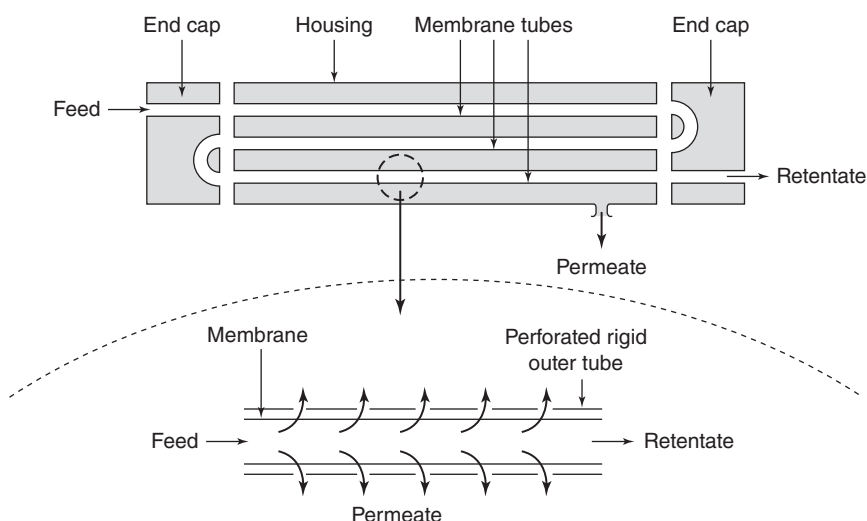 End cap
Housing
Membrane tubes
End cap
Feed
Retentate
Permeate
Membrane
Perforated rigid
outer tube
Feed
Retentate
Permeate